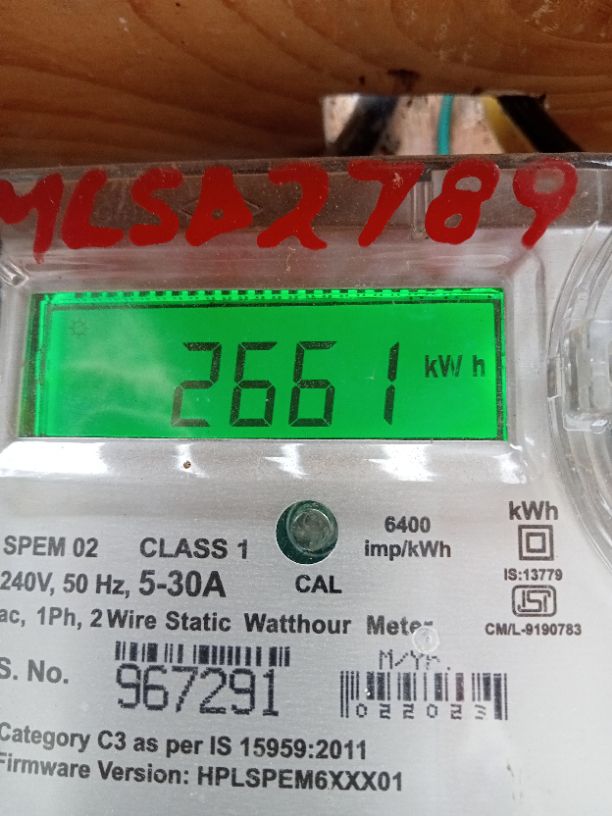 MLSD2789
2661 kWh
SPEM 02 CLASS 1
6400
imp/kWh
kWh
240V, 50 Hz, 5-30A
CAL
IS:13779
ac, 1Ph, 2 Wire Static Watthour Meter
CM/L-9190783
S. No. 967291
M/Yr.
022023
Category C3 as per IS 15959:2011
Firmware Version: HPLSPEM6XXX01